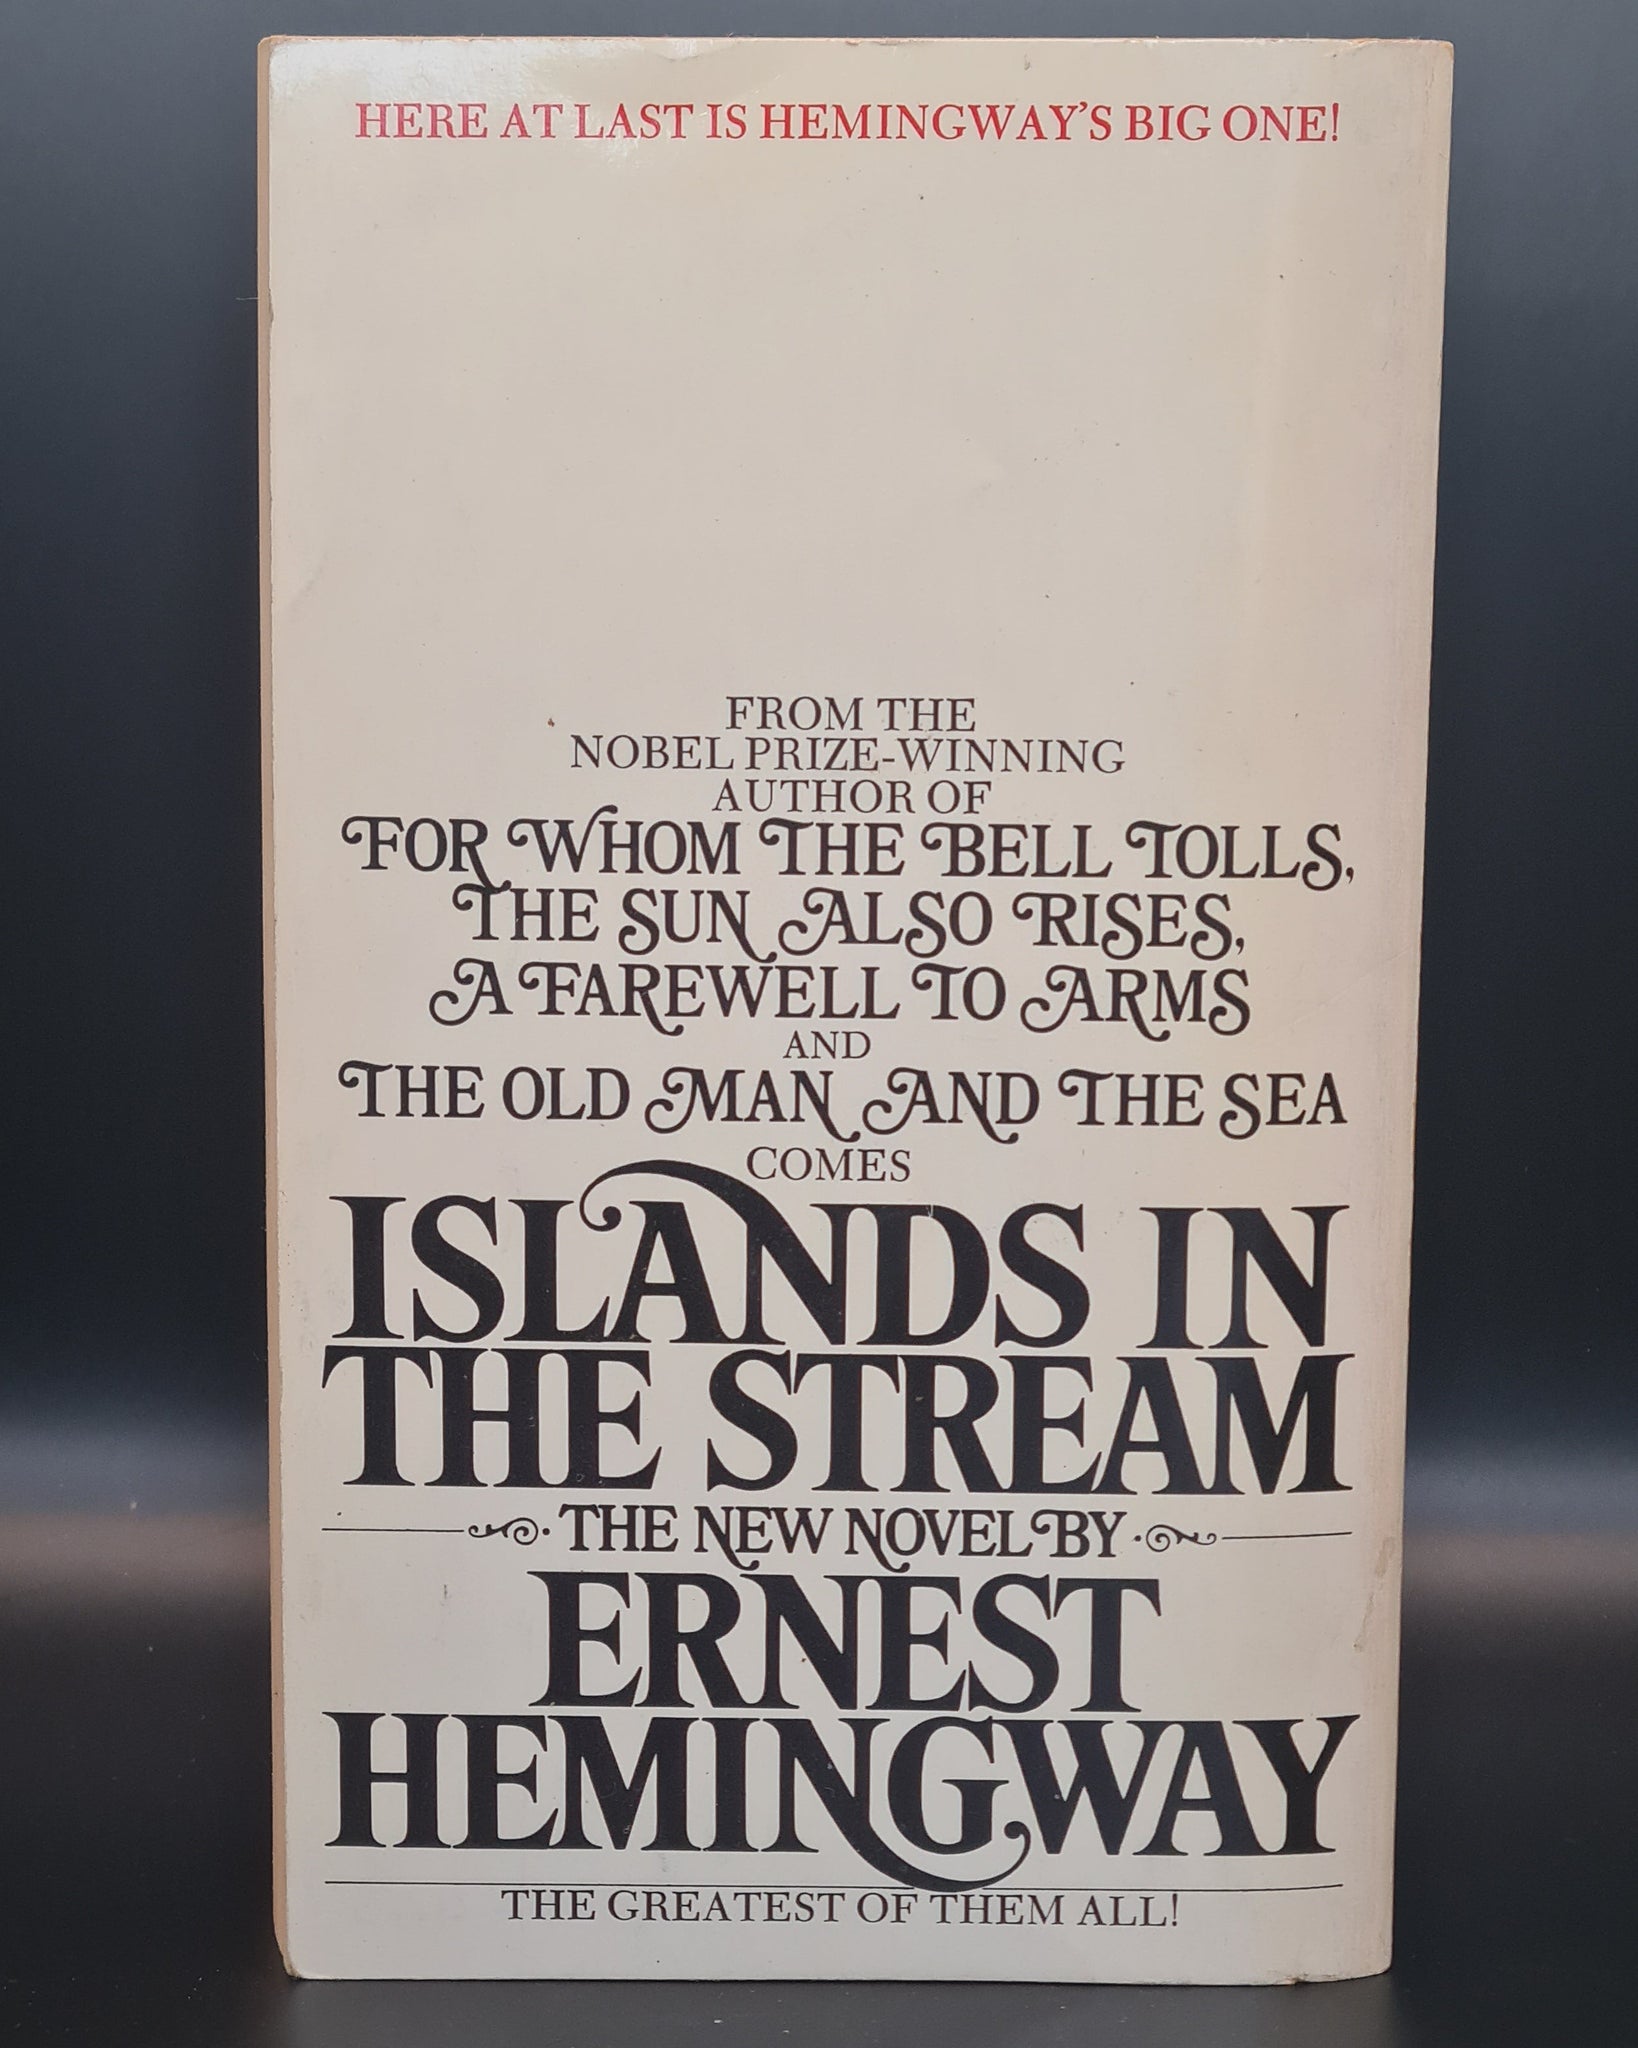 HERE AT LAST IS HEMINGWAY'S BIG ONE!
FROM THE
NOBEL PRIZE-WINNING
AUTHOR OF
FOR WHOM THE BELL TOLLS,
THE SUN ALSO RISES,
A FAREWELL TO ARMS
AND
THE OLD MAN AND THE SEA
COMES
ISLANDS IN
THE STREAM
THE NEW NOVEL BY
ERNEST
HEMINGWAY
THE GREATEST OF THEM ALL!